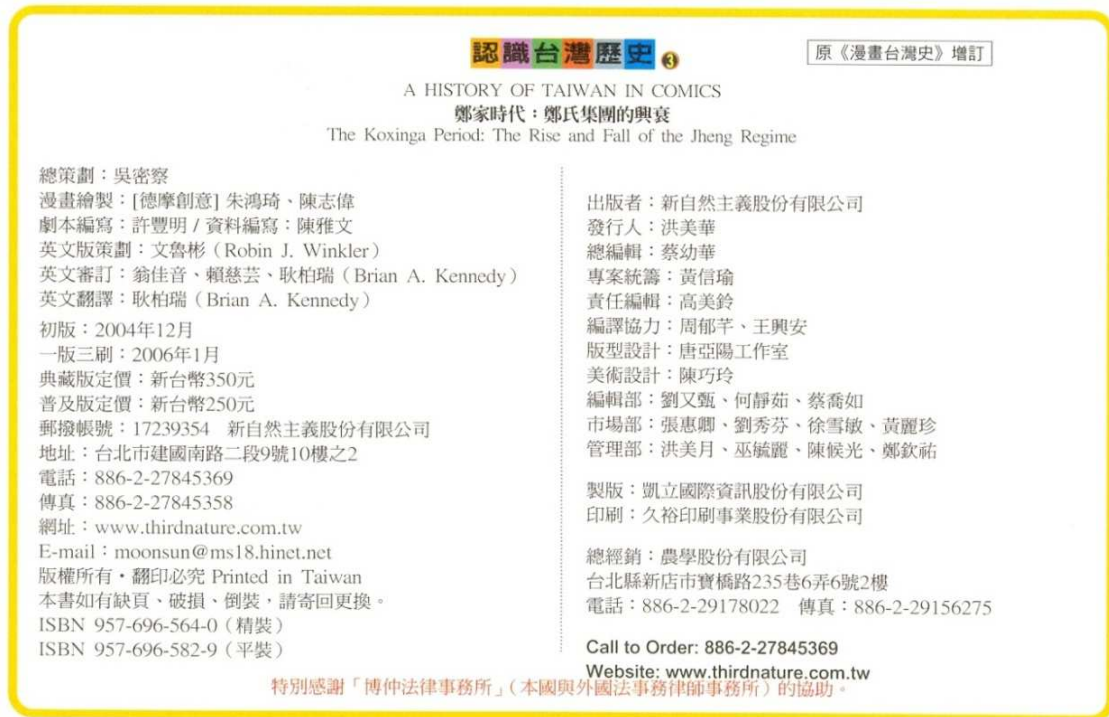 認識台灣歷史 ❸
原《漫畫台灣史》增訂
A HISTORY OF TAIWAN IN COMICS
鄭家時代：鄭氏集團的興衰
The Koxinga Period: The Rise and Fall of the Jheng Regime
總策劃：吳密察
漫畫繪製：[德摩創意] 朱鴻琦、陳志偉
劇本編寫：許豐明 / 資料編寫：陳雅文
英文版策劃：文魯彬（Robin J. Winkler）
英文審訂：翁佳音、賴慈芸、耿柏瑞（Brian A. Kennedy）
英文翻譯：耿柏瑞（Brian A. Kennedy）
初版：2004年12月
一版三刷：2006年1月
典藏版定價：新台幣350元
普及版定價：新台幣250元
郵撥帳號：17239354 新自然主義股份有限公司
地址：台北市建國南路二段9號10樓之2
電話：886-2-27845369
傳真：886-2-27845358
網址：www.thirdnature.com.tw
E-mail：moonsun@ms18.hinet.net
版權所有・翻印必究 Printed in Taiwan
本書如有缺頁、破損、倒裝，請寄回更換。
ISBN 957-696-564-0（精裝）
ISBN 957-696-582-9（平裝）
出版者：新自然主義股份有限公司
發行人：洪美華
總編輯：蔡幼華
專案統籌：黃信瑜
責任編輯：高美鈴
編譯協力：周郁芊、王興安
版型設計：唐亞陽工作室
美術設計：陳巧玲
編輯部：劉又甄、何靜茹、蔡喬如
市場部：張惠卿、劉秀芬、徐雪敏、黃麗珍
管理部：洪美月、巫毓麗、陳候光、鄭欽祐
製版：凱立國際資訊股份有限公司
印刷：久裕印刷事業股份有限公司
總經銷：農學股份有限公司
台北縣新店市寶橋路235巷6弄6號2樓
電話：886-2-29178022 傳真：886-2-29156275
Call to Order: 886-2-27845369
Website: www.thirdnature.com.tw
特別感謝「博仲法律事務所」（本國與外國法事務律師事務所）的協助。